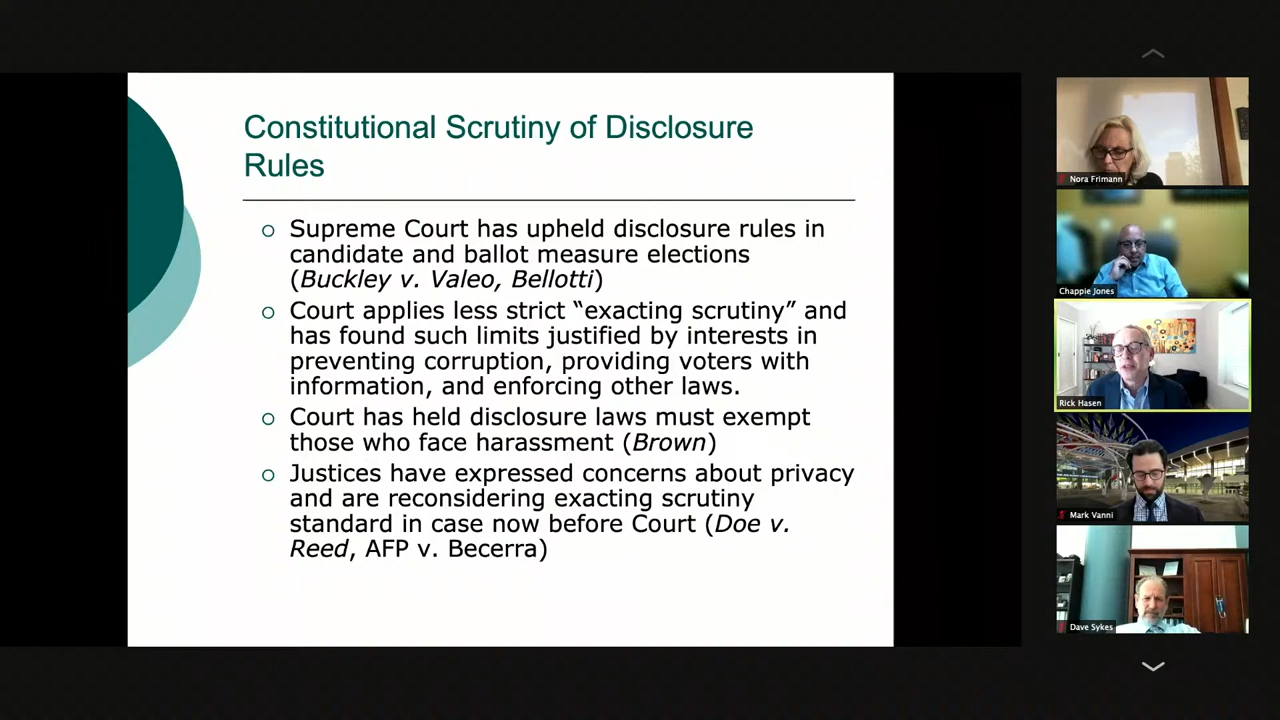 Constitutional Scrutiny of Disclosure
Rules
Supreme Court has upheld disclosure rules in
candidate and ballot measure elections
(Buckley v. Valeo, Bellotti)
Court applies less strict “exacting scrutiny” and
has found such limits justified by interests in
preventing corruption, providing voters with
information, and enforcing other laws.
Court has held disclosure laws must exempt
those who face harassment (Brown)
Justices have expressed concerns about privacy
and are reconsidering exacting scrutiny
standard in case now before Court (Doe v.
Reed, AFP v. Becerra)
Nora Frimann
Chappie Jones
Rick Hasen
Mark Vanni
Dave Sykes